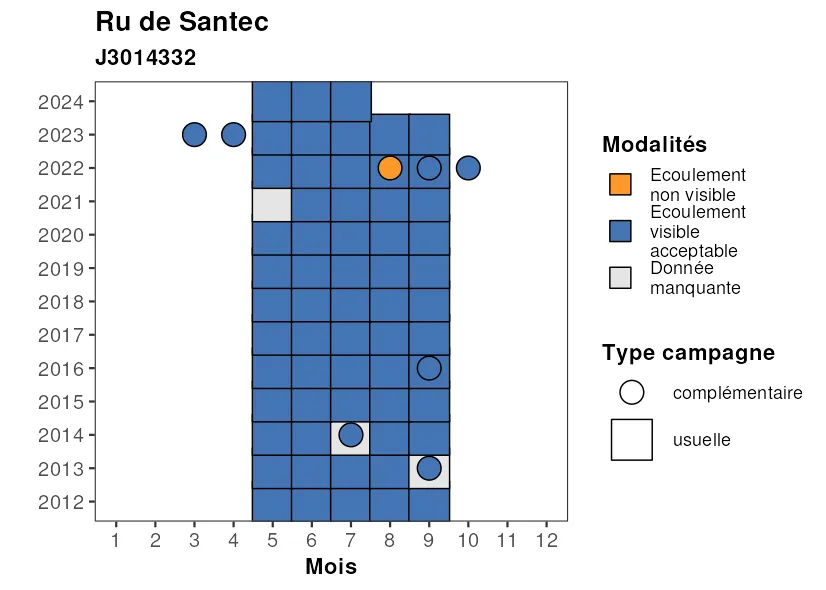 Ru de Santec
J3014332
2024
2023
2022
2021
2020
2019
2018
2017
2016
2015
2014
2013
2012
1 2 3 4 5 6 7 8 9 10 11 12
Mois
Modalités
Ecoulement
non visible
Ecoulement
visible
acceptable
Donnée
manquante
Type campagne
complémentaire
usuelle